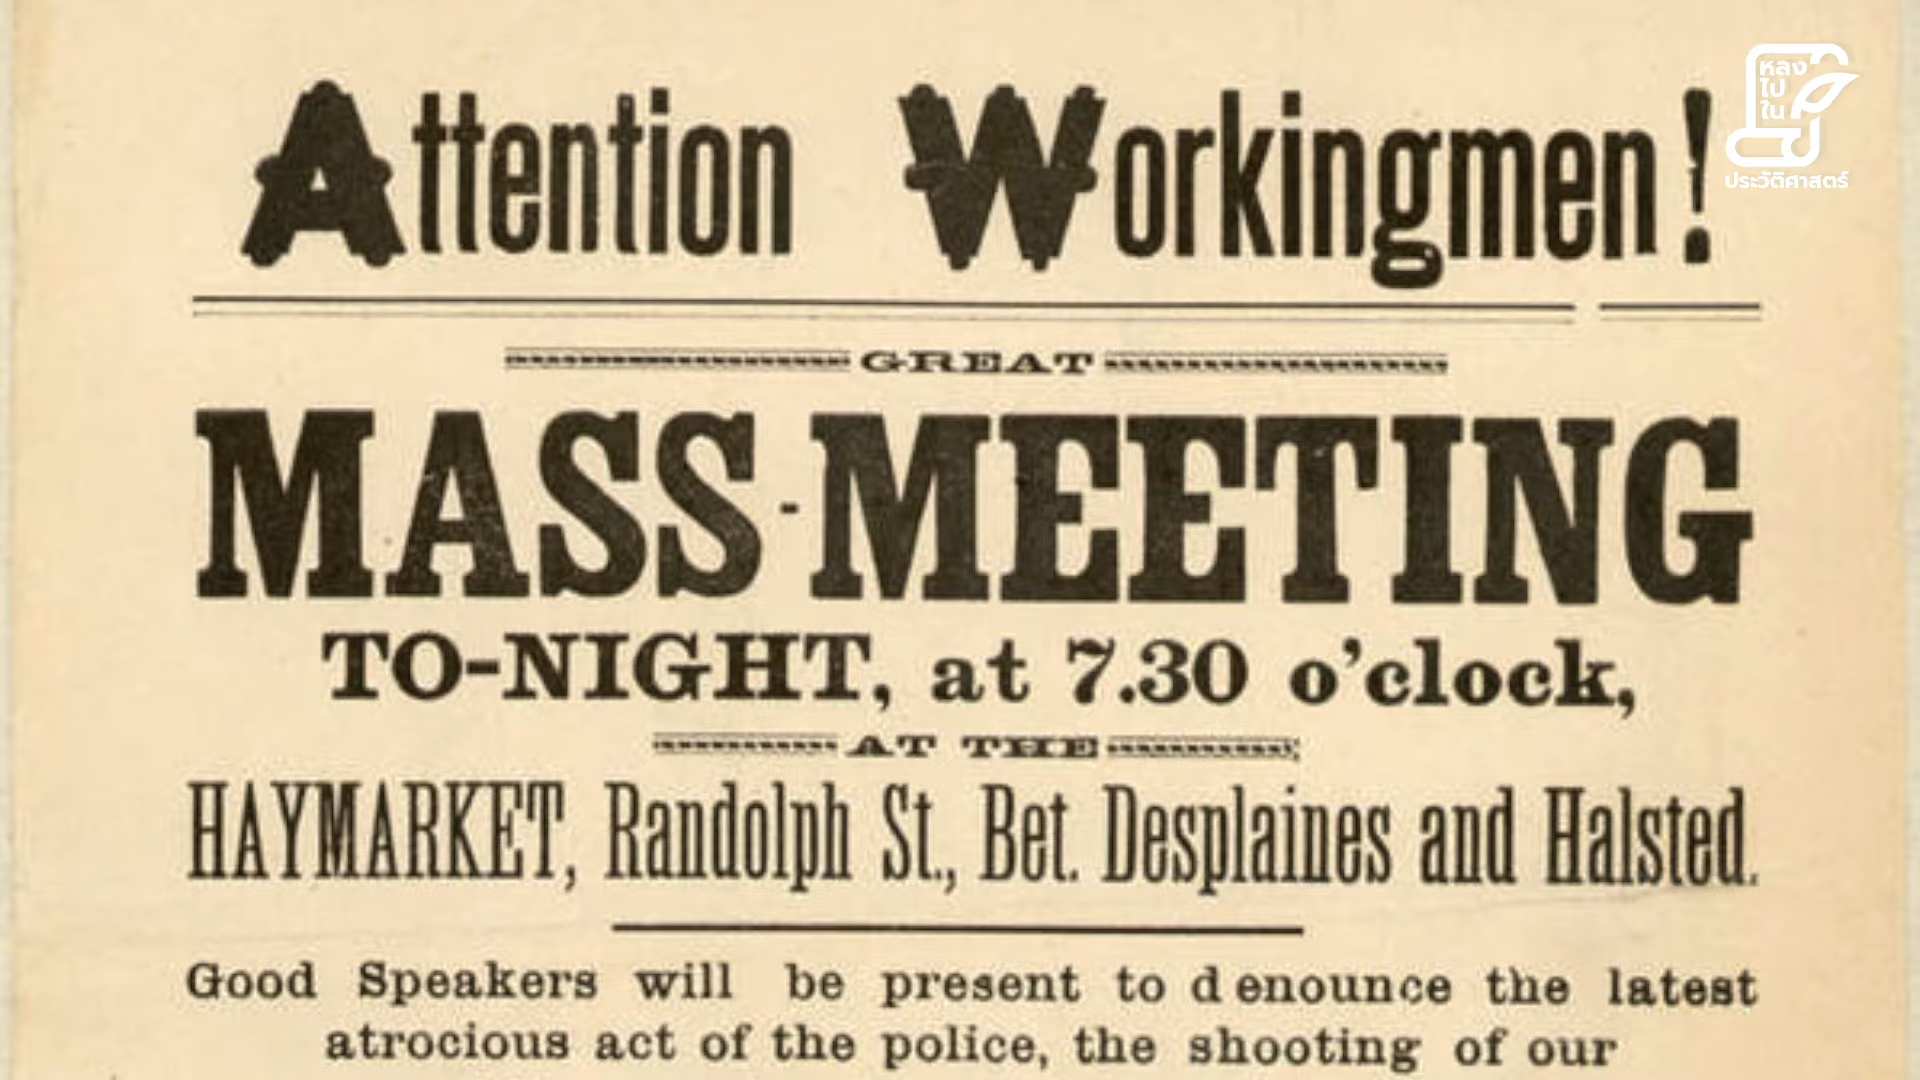 Attention Workingmen!
GREAT
MASS-MEETING
TO-NIGHT, at 7.30 o'clock,
AT THE
HAYMARKET, Randolph St., Bet. Desplaines and Halsted.
Good Speakers will be present to denounce the latest
atrocious act of the police, the shooting of our
หลง
ไป
ใน
ประวัติศาสตร์